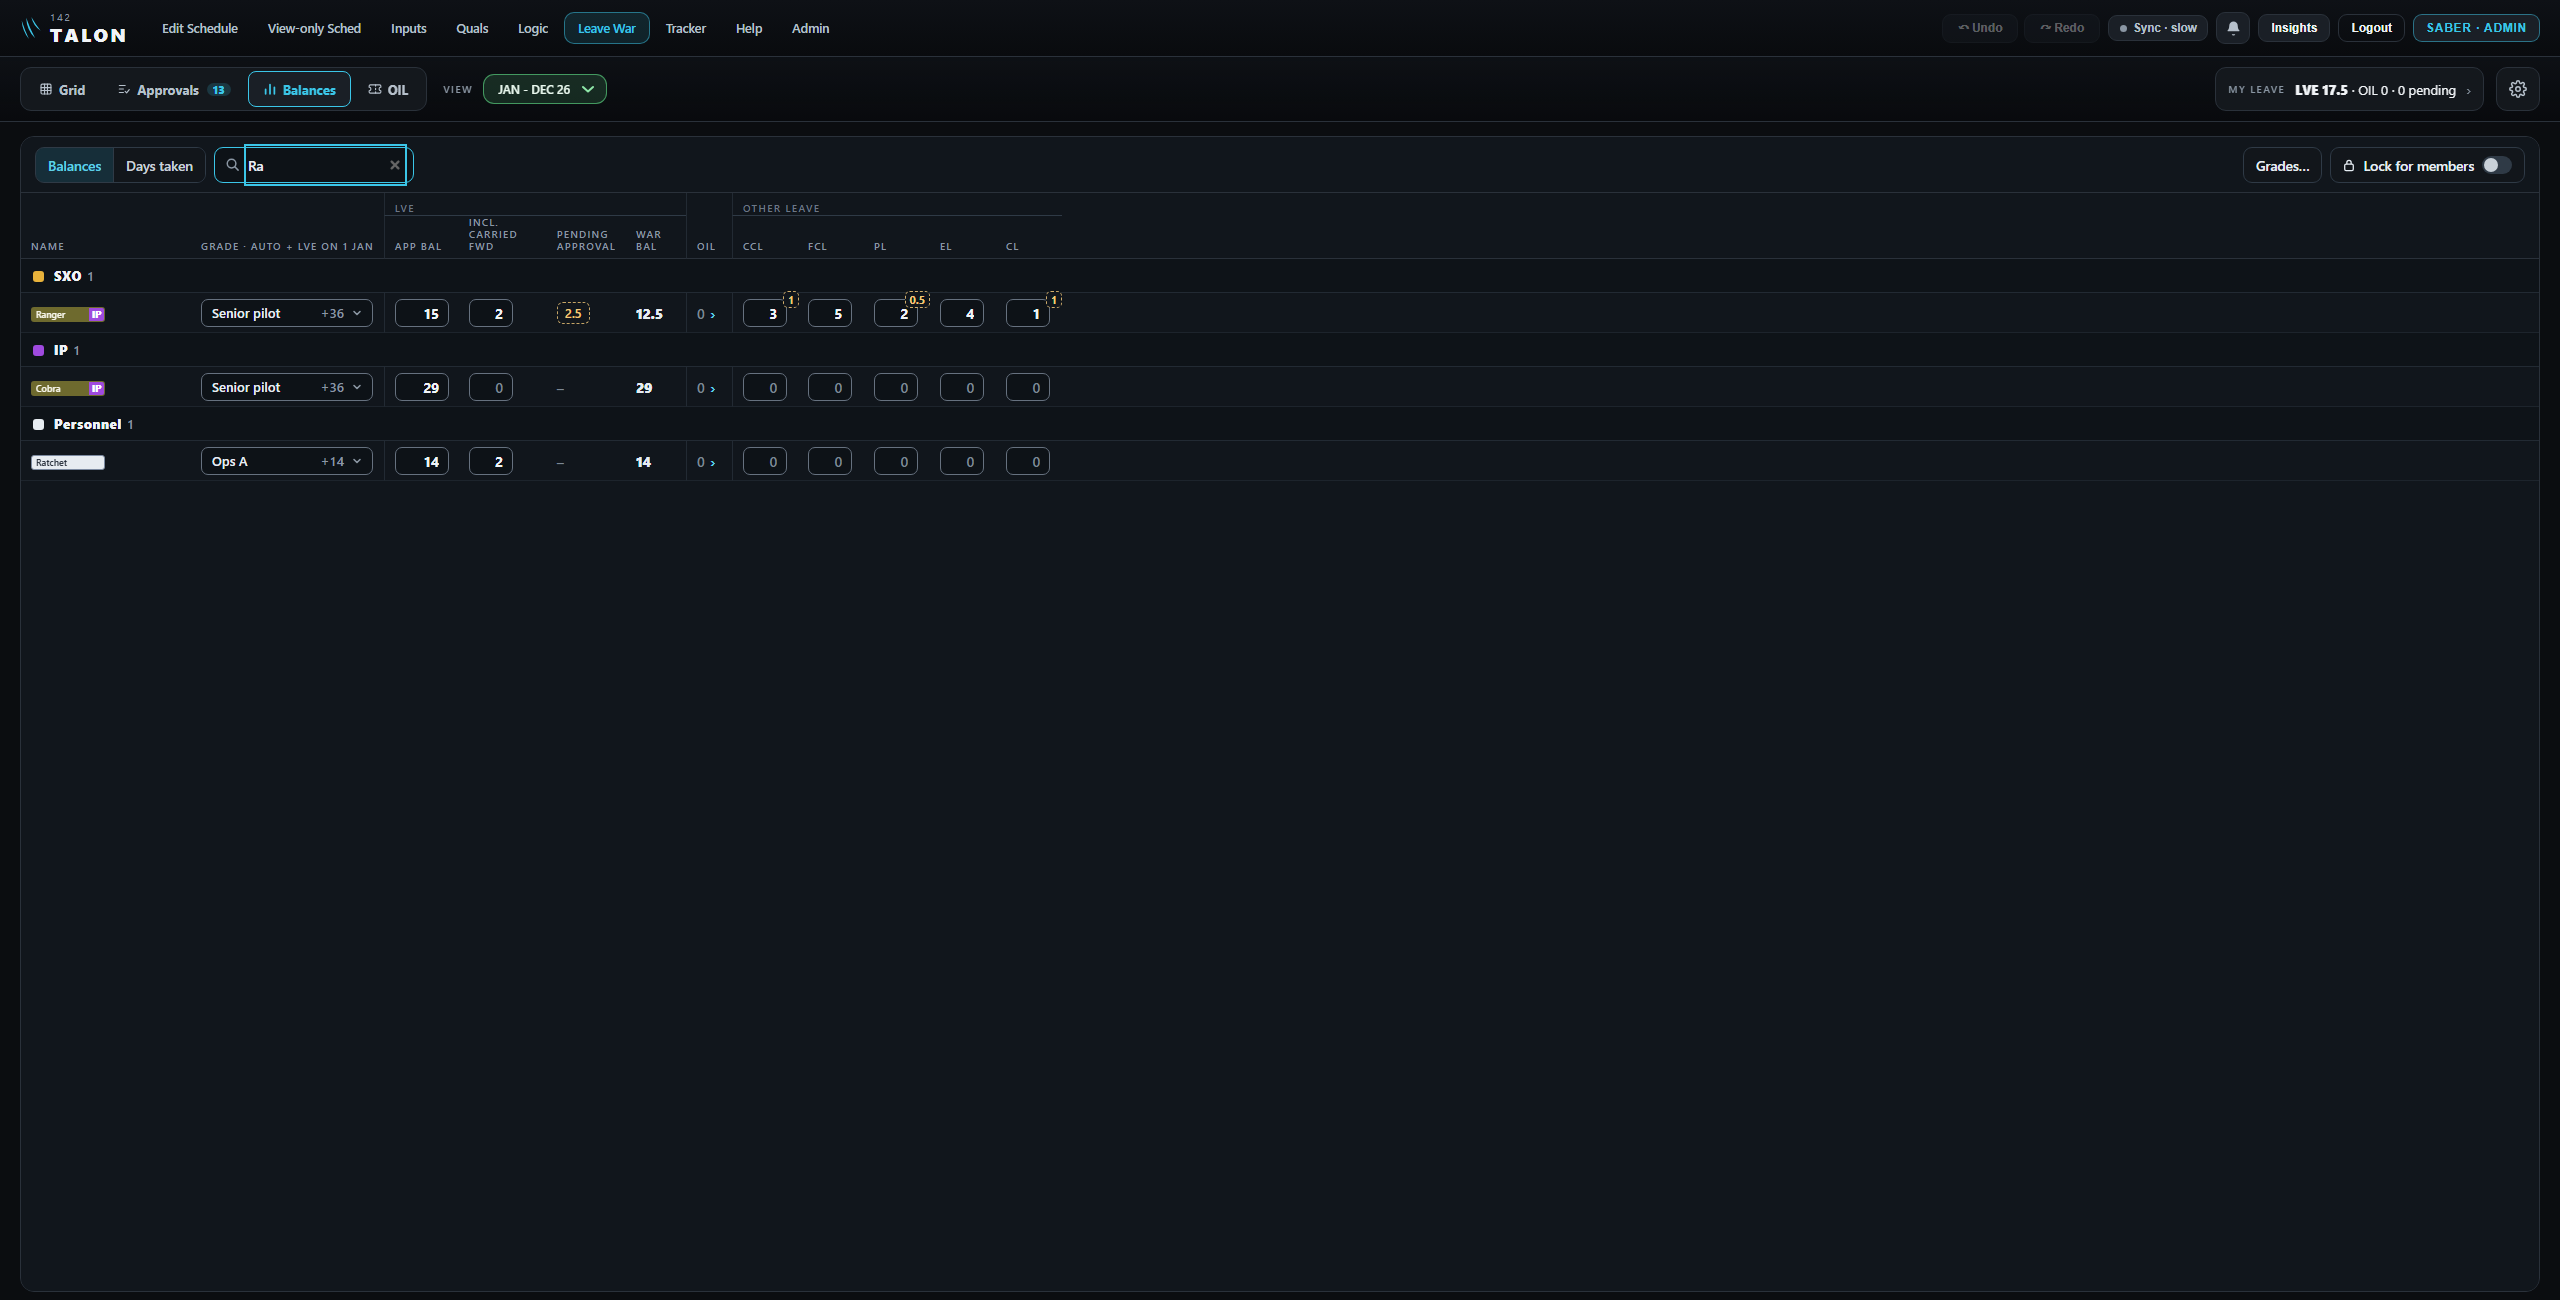 142
TALON
Edit Schedule View-only Sched Inputs Quals Logic Leave War Tracker Help Admin
Undo Redo Sync · slow Insights Logout SABER · ADMIN
Grid Approvals 13 Balances OIL VIEW JAN - DEC 26
MY LEAVE LVE 17.5 · OIL 0 · 0 pending ›
Balances Days taken Ra ×
Grades... Lock for members
LVE OTHER LEAVE
NAME GRADE · AUTO + LVE ON 1 JAN APP BAL INCL. CARRIED FWD PENDING APPROVAL WAR BAL OIL CCL FCL PL EL CL
SXO 1
Ranger IP Senior pilot +36 15 2 2.5 12.5 0 › 3 1 5 2 0.5 4 1 1
IP 1
Cobra IP Senior pilot +36 29 0 – 29 0 › 0 0 0 0 0
Personnel 1
Ratchet Ops A +14 14 2 – 14 0 › 0 0 0 0 0